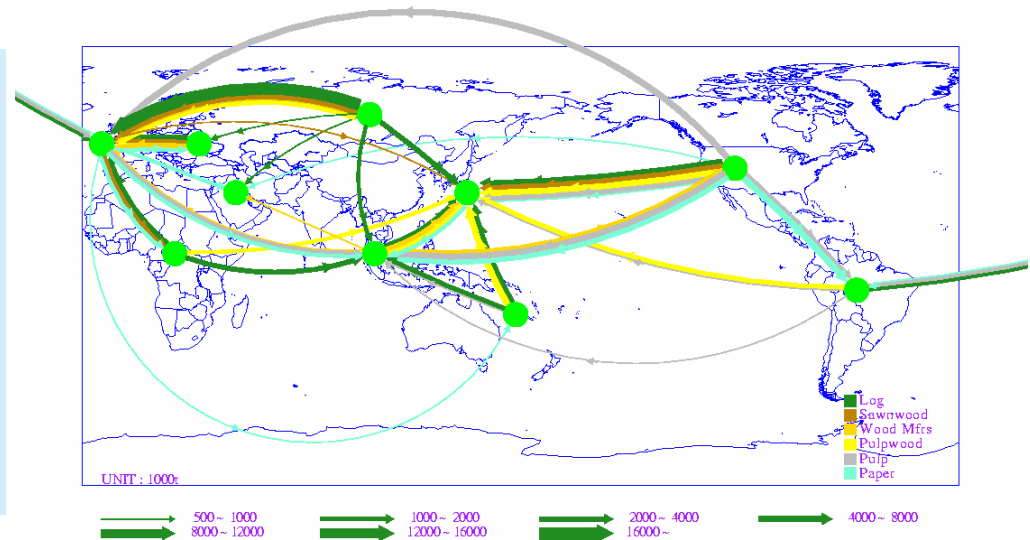 Log
Sawnwood
Wood Mfrs
Pulpwood
Pulp
Paper
UNIT : 1000t
500 ~ 1000
1000 ~ 2000
2000 ~ 4000
4000 ~ 8000
8000 ~ 12000
12000 ~ 16000
16000 ~